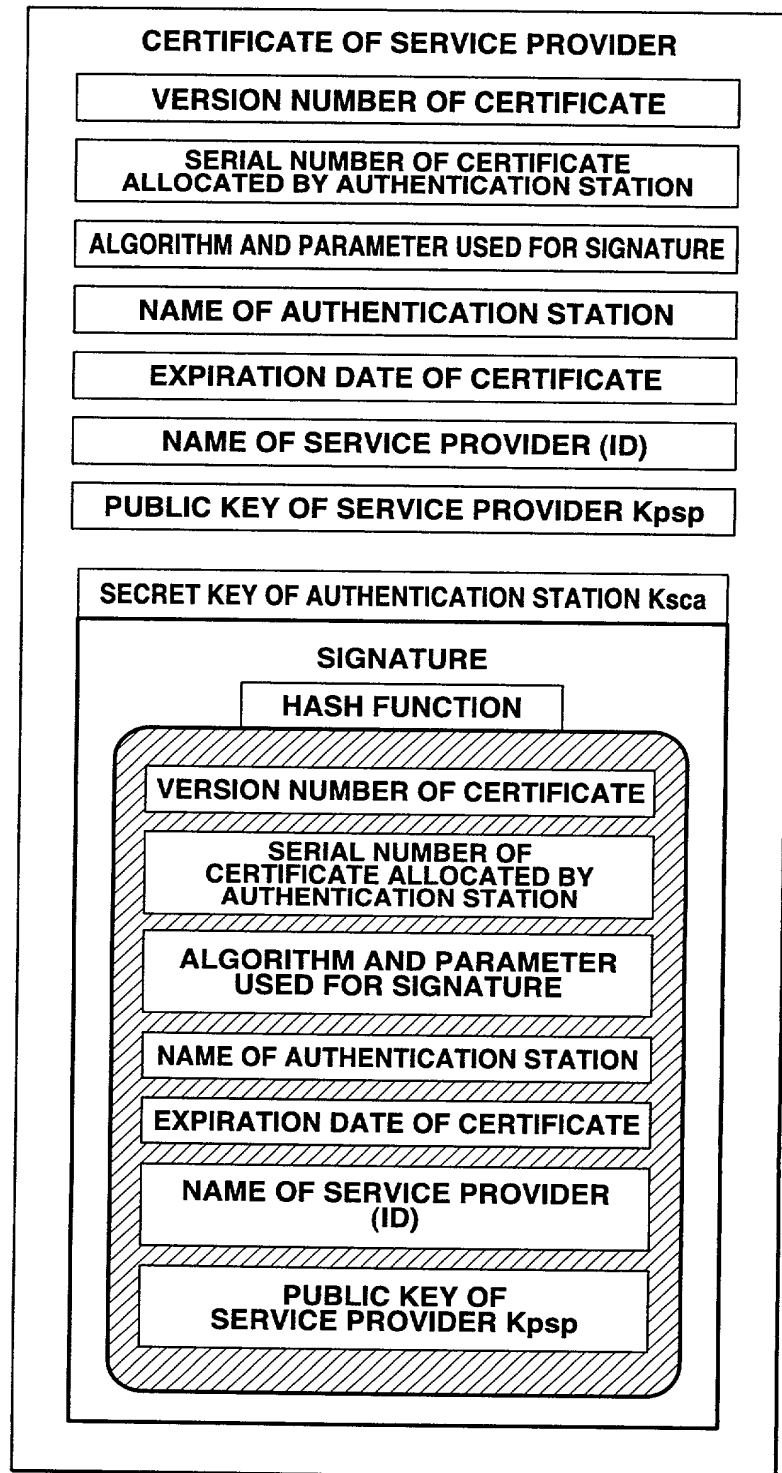 CERTIFICATE OF SERVICE PROVIDER
VERSION NUMBER OF CERTIFICATE
SERIAL NUMBER OF CERTIFICATE
ALLOCATED BY AUTHENTICATION STATION
ALGORITHM AND PARAMETER USED FOR SIGNATURE
NAME OF AUTHENTICATION STATION
EXPIRATION DATE OF CERTIFICATE
NAME OF SERVICE PROVIDER (ID)
PUBLIC KEY OF SERVICE PROVIDER Kpsp
SECRET KEY OF AUTHENTICATION STATION Ksca
SIGNATURE
HASH FUNCTION
VERSION NUMBER OF CERTIFICATE
SERIAL NUMBER OF
CERTIFICATE ALLOCATED BY
AUTHENTICATION STATION
ALGORITHM AND PARAMETER
USED FOR SIGNATURE
NAME OF AUTHENTICATION STATION
EXPIRATION DATE OF CERTIFICATE
NAME OF SERVICE PROVIDER
(ID)
PUBLIC KEY OF
SERVICE PROVIDER Kpsp